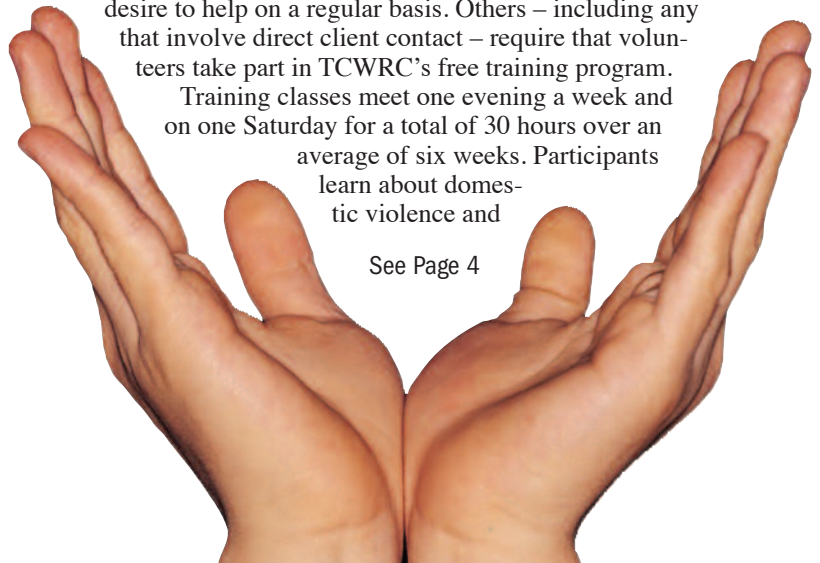 desire to help on a regular basis. Others – including any
that involve direct client contact – require that volun-
teers take part in TCWRC’s free training program.
Training classes meet one evening a week and
on one Saturday for a total of 30 hours over an
average of six weeks. Participants
learn about domes-
tic violence and
See Page 4